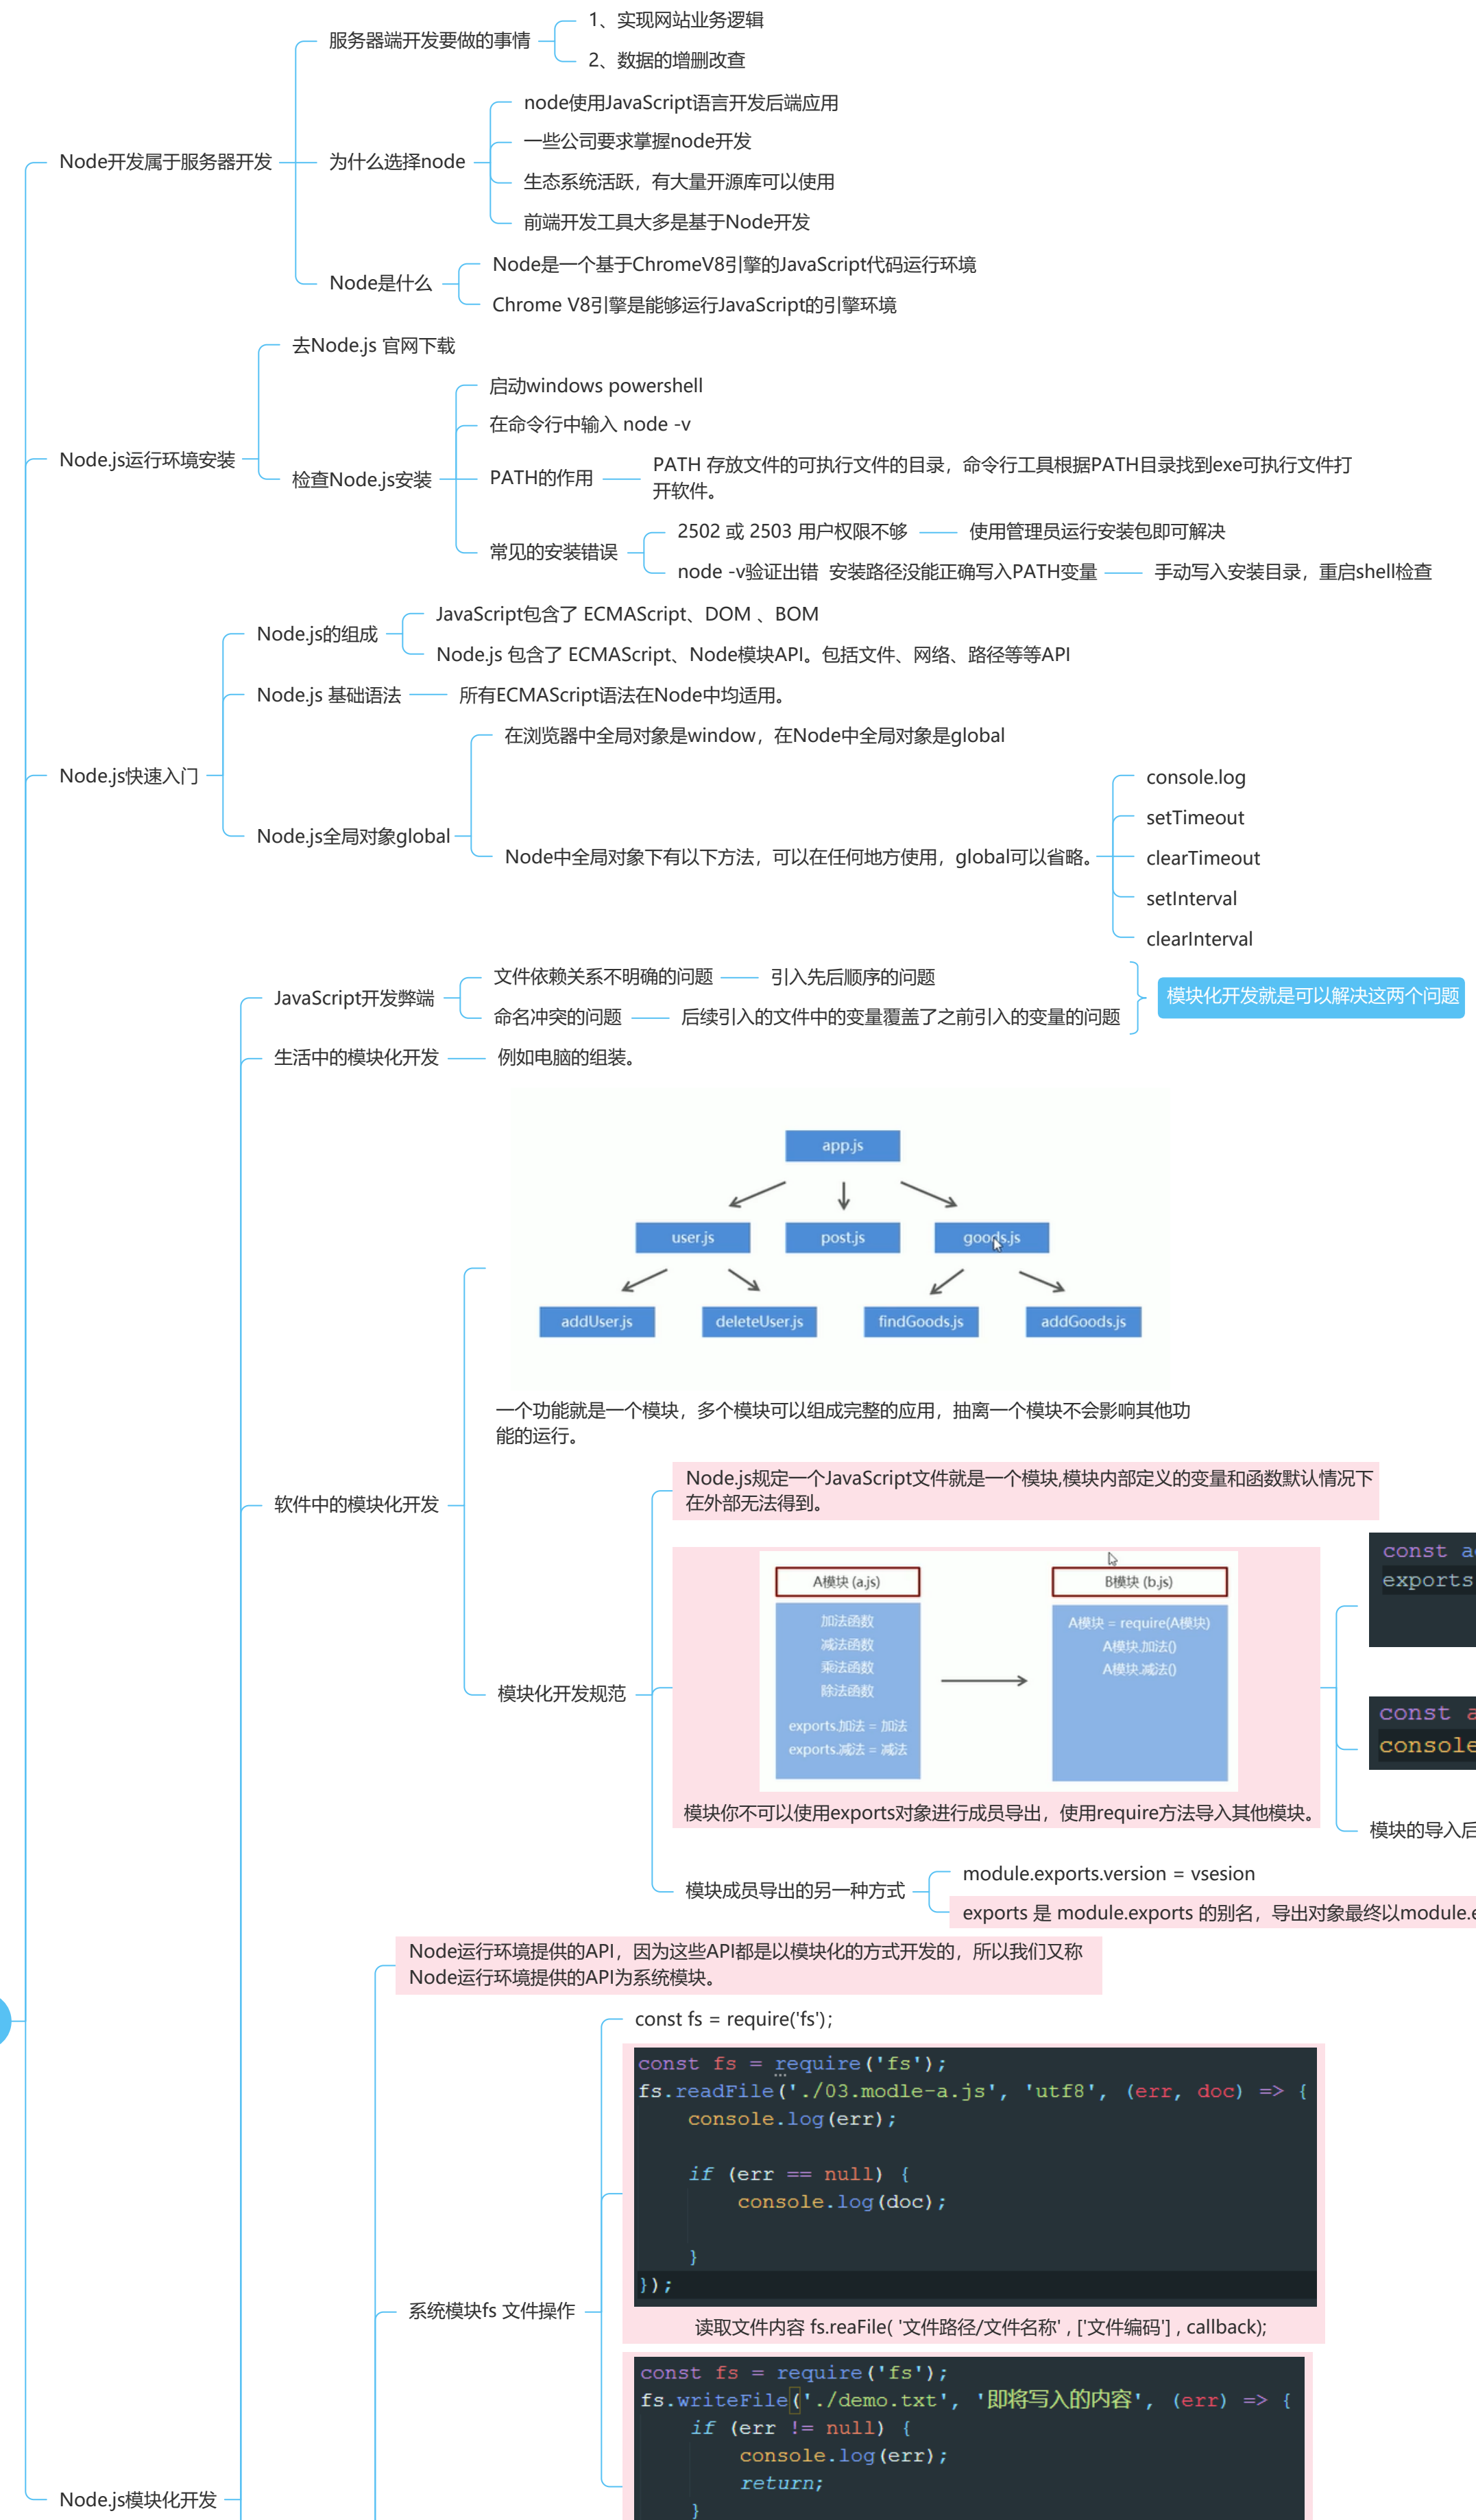 服务器端开发要做的事情
1、实现网站业务逻辑
2、数据的增删改查
Node开发属于服务器开发
为什么选择node
node使用JavaScript语言开发后端应用
一些公司要求掌握node开发
生态系统活跃，有大量开源库可以使用
前端开发工具大多是基于Node开发
Node是什么
Node是一个基于ChromeV8引擎的JavaScript代码运行环境
Chrome V8引擎是能够运行JavaScript的引擎环境
Node.js运行环境安装
去Node.js 官网下载
检查Node.js安装
启动windows powershell
在命令行中输入 node -v
PATH的作用
PATH 存放文件的可执行文件的目录，命令行工具根据PATH目录找到exe可执行文件打
开软件。
常见的安装错误
2502 或 2503 用户权限不够
使用管理员运行安装包即可解决
node -v验证出错 安装路径没能正确写入PATH变量
手动写入安装目录，重启shell检查
Node.js快速入门
Node.js的组成
JavaScript包含了 ECMAScript、DOM 、BOM
Node.js 包含了 ECMAScript、Node模块API。包括文件、网络、路径等等API
Node.js 基础语法
所有ECMAScript语法在Node中均适用。
Node.js全局对象global
在浏览器中全局对象是window，在Node中全局对象是global
Node中全局对象下有以下方法，可以在任何地方使用，global可以省略。
console.log
setTimeout
clearTimeout
setInterval
clearInterval
JavaScript开发弊端
文件依赖关系不明确的问题
引入先后顺序的问题
命名冲突的问题
后续引入的文件中的变量覆盖了之前引入的变量的问题
模块化开发就是可以解决这两个问题
生活中的模块化开发
例如电脑的组装。
软件中的模块化开发
app.js
user.js
post.js
goods.js
addUser.js
deleteUser.js
findGoods.js
addGoods.js
一个功能就是一个模块，多个模块可以组成完整的应用，抽离一个模块不会影响其他功
能的运行。
模块化开发规范
Node.js规定一个JavaScript文件就是一个模块,模块内部定义的变量和函数默认情况下
在外部无法得到。
A模块 (a.js)
加法函数
减法函数
乘法函数
除法函数
exports.加法 = 加法
exports.减法 = 减法
B模块 (b.js)
A模块 = require(A模块)
A模块.加法()
A模块.减法()
模块你不可以使用exports对象进行成员导出，使用require方法导入其他模块。
const a
exports
const a
console
模块的导入后
模块成员导出的另一种方式
module.exports.version = vsesion
exports 是 module.exports 的别名，导出对象最终以module.e
Node运行环境提供的API，因为这些API都是以模块化的方式开发的，所以我们又称
Node运行环境提供的API为系统模块。
系统模块fs 文件操作
const fs = require('fs')；
const fs = require('fs');
fs.readFile('./03.modle-a.js', 'utf8', (err, doc) => {
console.log(err);
if (err == null) {
console.log(doc);
}
});
读取文件内容 fs.reaFile( '文件路径/文件名称' , ['文件编码'] , callback);
const fs = require('fs');
fs.writeFile('./demo.txt', '即将写入的内容', (err) => {
if (err != null) {
console.log(err);
return;
}
Node.js模块化开发